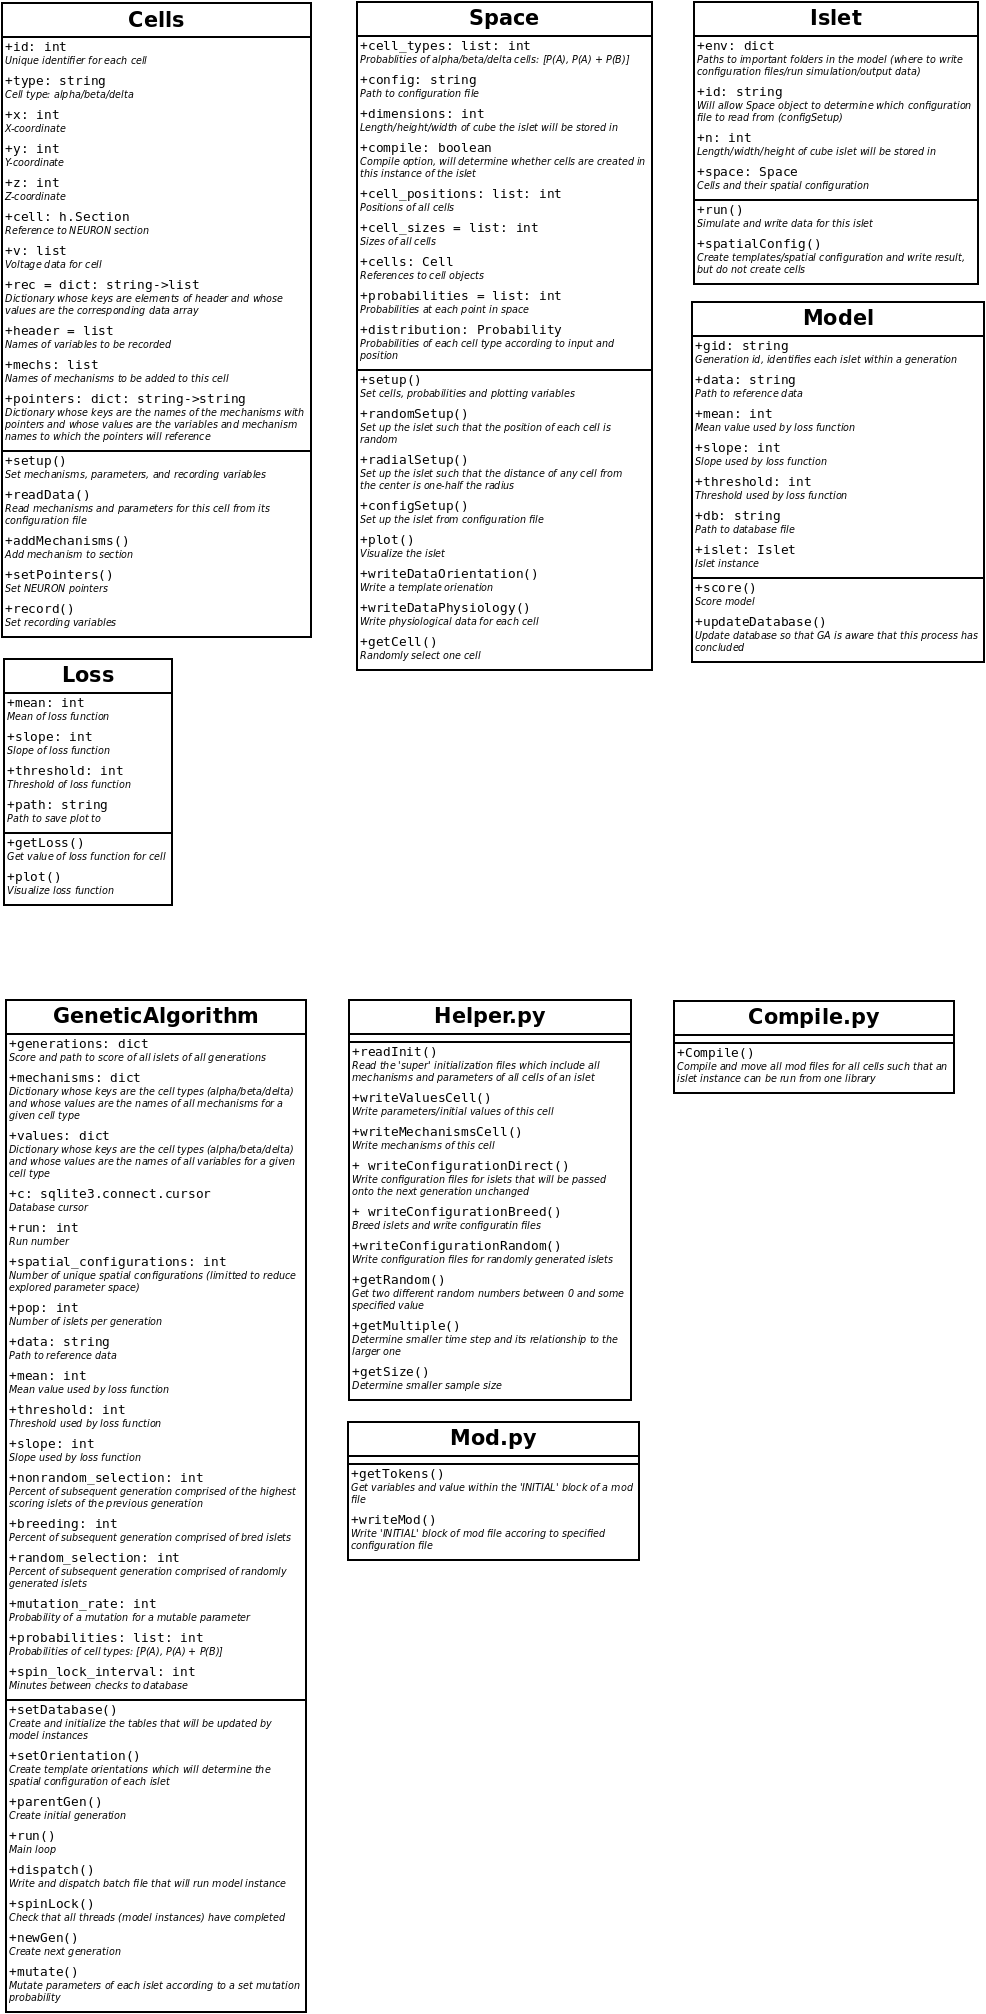 Cells
+id: int
Unique identifier for each cell
+type: string
Cell type: alpha/beta/delta
+x: int
X-coordinate
+y: int
Y-coordinate
+z: int
Z-coordinate
+cell: h.Section
Reference to NEURON section
+v: list
Voltage data for cell
+rec = dict: string->list
Dictionary whose keys are elements of header and whose
values are the corresponding data array
+header = list
Names of variables to be recorded
+mechs: list
Names of mechanisms to be added to this cell
+pointers: dict: string->string
Dictionary whose keys are the names of the mechanisms with
pointers and whose values are the variables and mechanism
names to which the pointers will reference
+setup()
Set mechanisms, parameters, and recording variables
+readData()
Read mechanisms and parameters for this cell from its
configuration file
+addMechanisms()
Add mechanism to section
+setPointers()
Set NEURON pointers
+record()
Set recording variables
Space
+cell_types: list: int
Probablities of alpha/beta/delta cells: [P(A), P(A) + P(B)]
+config: string
Path to configuration file
+dimensions: int
Length/height/width of cube the islet will be stored in
+compile: boolean
Compile option, will determine whether cells are created in
this instance of the islet
+cell_positions: list: int
Positions of all cells
+cell_sizes = list: int
Sizes of all cells
+cells: Cell
References to cell objects
+probabilities = list: int
Probabilities at each point in space
+distribution: Probability
Probabilities of each cell type according to input and
position
+setup()
Set cells, probabilities and plotting variables
+randomSetup()
Set up the islet such that the position of each cell is
random
+radialSetup()
Set up the islet such that the distance of any cell from
the center is one-half the radius
+configSetup()
Set up the islet from configuration file
+plot()
Visualize the islet
+writeDataOrientation()
Write a template orienation
+writeDataPhysiology()
Write physiological data for each cell
+getCell()
Randomly select one cell
Islet
+env: dict
Paths to important folders in the model (where to write
configuration files/run simulation/output data)
+id: string
Will allow Space object to determine which configuration
file to read from (configSetup)
+n: int
Length/width/height of cube islet will be stored in
+space: Space
Cells and their spatial configuration
+run()
Simulate and write data for this islet
+spatialConfig()
Create templates/spatial configuration and write result,
but do not create cells
Model
+gid: string
Generation id, identifies each islet within a generation
+data: string
Path to reference data
+mean: int
Mean value used by loss function
+slope: int
Slope used by loss function
+threshold: int
Threshold used by loss function
+db: string
Path to database file
+islet: Islet
Islet instance
+score()
Score model
+updateDatabase()
Update database so that GA is aware that this process has
concluded
Loss
+mean: int
Mean of loss function
+slope: int
Slope of loss function
+threshold: int
Threshold of loss function
+path: string
Path to save plot to
+getLoss()
Get value of loss function for cell
+plot()
Visualize loss function
GeneticAlgorithm
+generations: dict
Score and path to score of all islets of all generations
+mechanisms: dict
Dictionary whose keys are the cell types (alpha/beta/delta)
and whose values are the names of all mechanisms for a
given cell type
+values: dict
Dictionary whose keys are the cell types (alpha/beta/delta)
and whose values are the names of all variables for a given
cell type
+c: sqlite3.connect.cursor
Database cursor
+run: int
Run number
+spatial_configurations: int
Number of unique spatial configurations (limitted to reduce
explored parameter space)
+pop: int
Number of islets per generation
+data: string
Path to reference data
+mean: int
Mean value used by loss function
+threshold: int
Threshold used by loss function
+slope: int
Slope used by loss function
+nonrandom_selection: int
Percent of subsequent generation comprised of the highest
scoring islets of the previous generation
+breeding: int
Percent of subsequent generation comprised of bred islets
+random_selection: int
Percent of subsequent generation comprised of randomly
generated islets
+mutation_rate: int
Probability of a mutation for a mutable parameter
+probabilities: list: int
Probabilities of cell types: [P(A), P(A) + P(B)]
+spin_lock_interval: int
Minutes between checks to database
+setDatabase()
Create and initialize the tables that will be updated by
model instances
+setOrientation()
Create template orientations which will determine the
spatial configuration of each islet
+parentGen()
Create initial generation
+run()
Main loop
+dispatch()
Write and dispatch batch file that will run model instance
+spinLock()
Check that all threads (model instances) have completed
+newGen()
Create next generation
+mutate()
Mutate parameters of each islet according to a set mutation
probability
Helper.py
+readInit()
Read the 'super' initialization files which include all
mechanisms and parameters of all cells of an islet
+writeValuesCell()
Write parameters/initial values of this cell
+writeMechanismsCell()
Write mechanisms of this cell
+ writeConfigurationDirect()
Write configuration files for islets that will be passed
onto the next generation unchanged
+ writeConfigurationBreed()
Breed islets and write configuratin files
+writeConfigurationRandom()
Write configuration files for randomly generated islets
+getRandom()
Get two different random numbers between 0 and some
specified value
+getMultiple()
Determine smaller time step and its relationship to the
larger one
+getSize()
Determine smaller sample size
Mod.py
+getTokens()
Get variables and value within the 'INITIAL' block of a mod
file
+writeMod()
Write 'INITIAL' block of mod file accoring to specified
configuration file
Compile.py
+Compile()
Compile and move all mod files for all cells such that an
islet instance can be run from one library